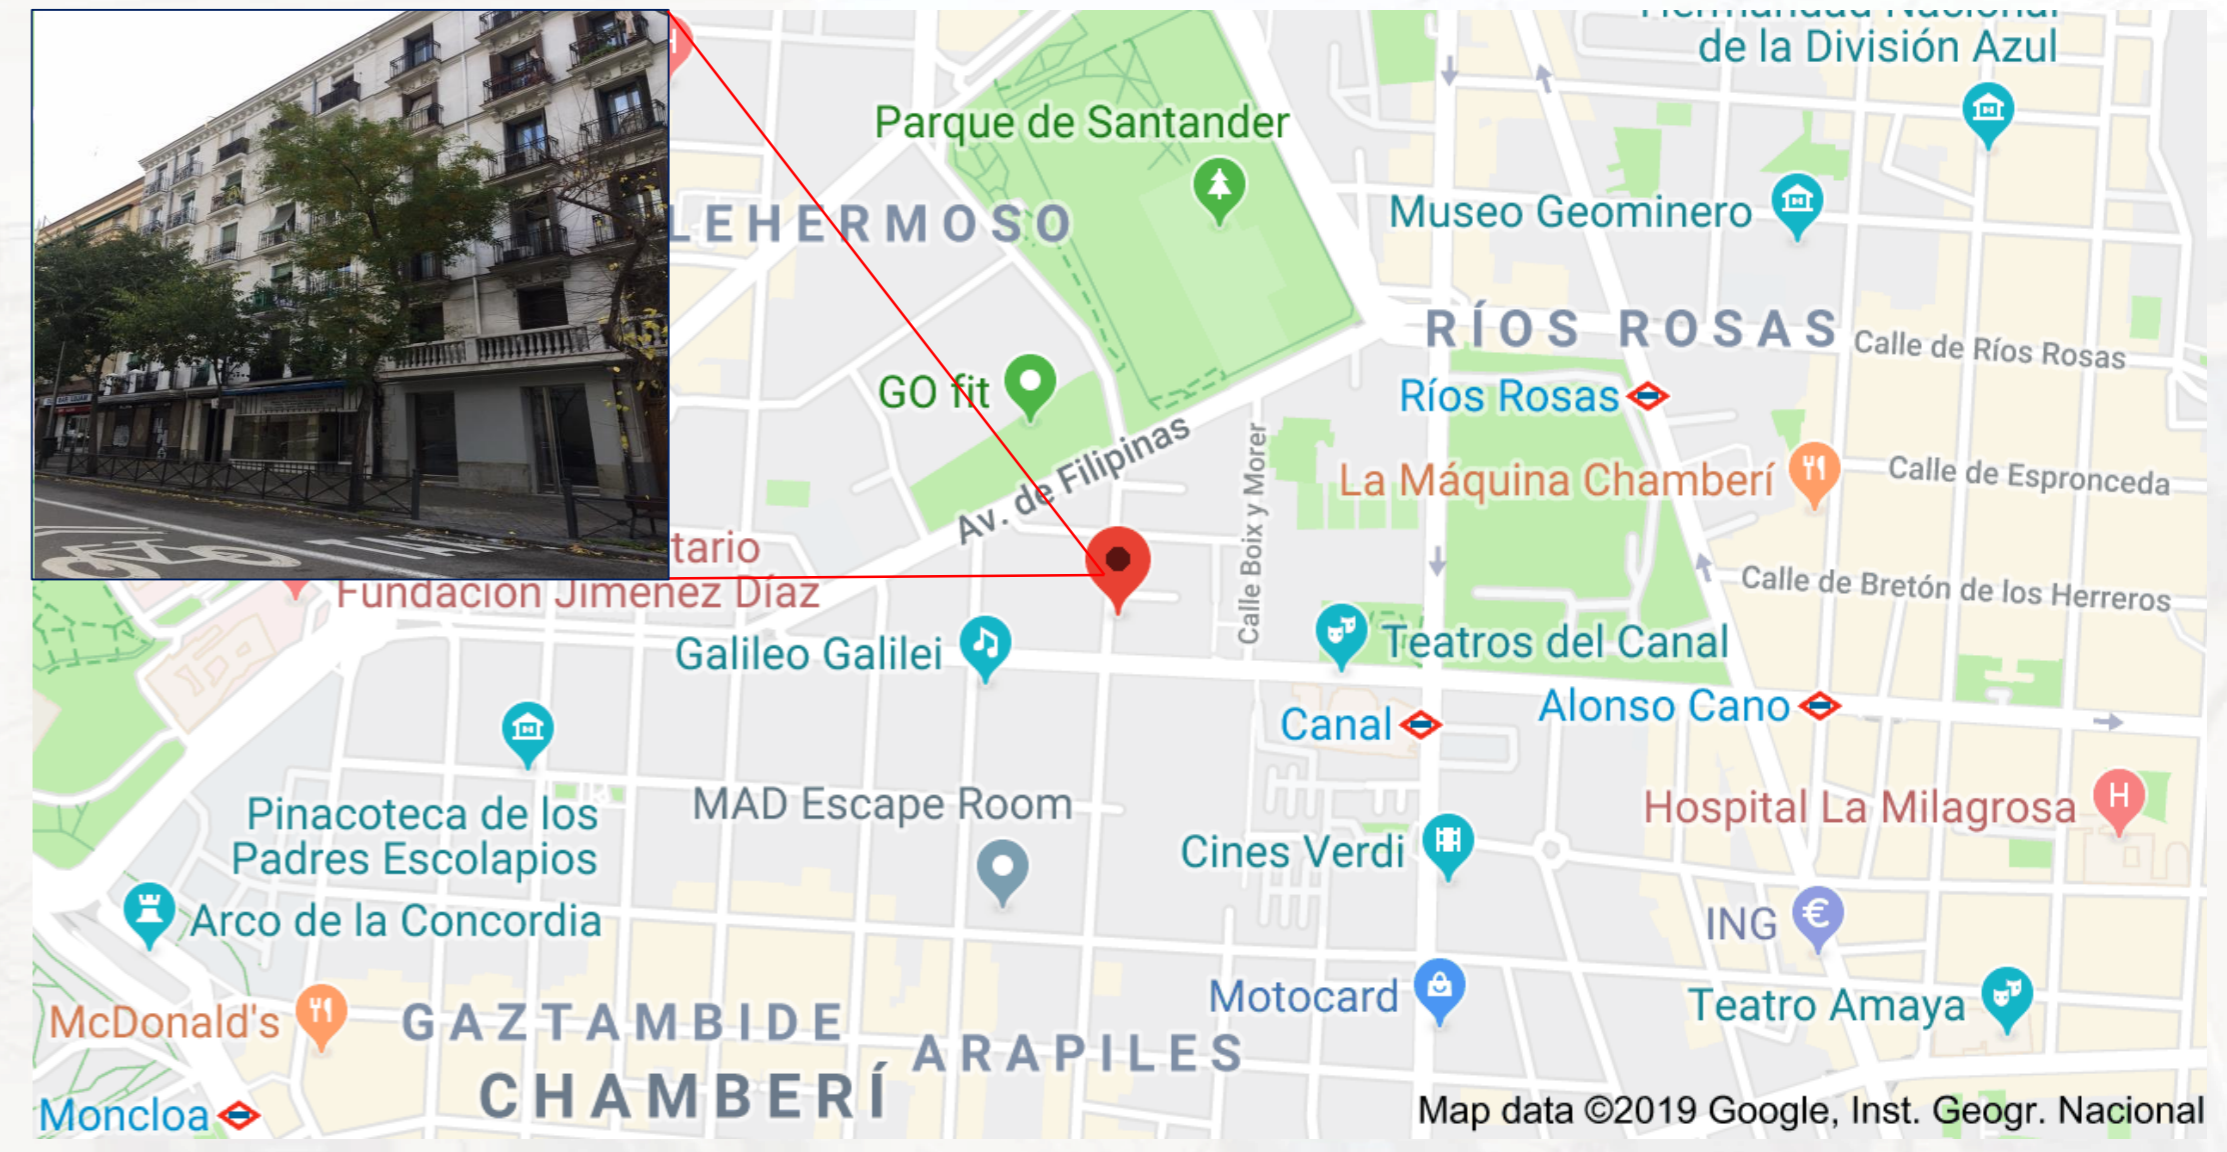 Hermandad Nacional
de la División Azul
Parque de Santander
Museo Geominero
LEHERMOSO
RÍOS ROSAS
Calle de Ríos Rosas
GO fit
Ríos Rosas
Av. de Filipinas
Calle Boix y Morer
La Máquina Chamberí
Calle de Espronceda
tario
Fundación Jiménez Díaz
Calle de Bretón de los Herreros
Galileo Galilei
Teatros del Canal
Canal
Alonso Cano
Pinacoteca de los
Padres Escolapios
MAD Escape Room
Hospital La Milagrosa
Cines Verdi
Arco de la Concordia
ING
McDonald's
GAZTAMBIDE
Motocard
Teatro Amaya
ARAPILES
CHAMBERÍ
Moncloa
Map data ©2019 Google, Inst. Geogr. Nacional